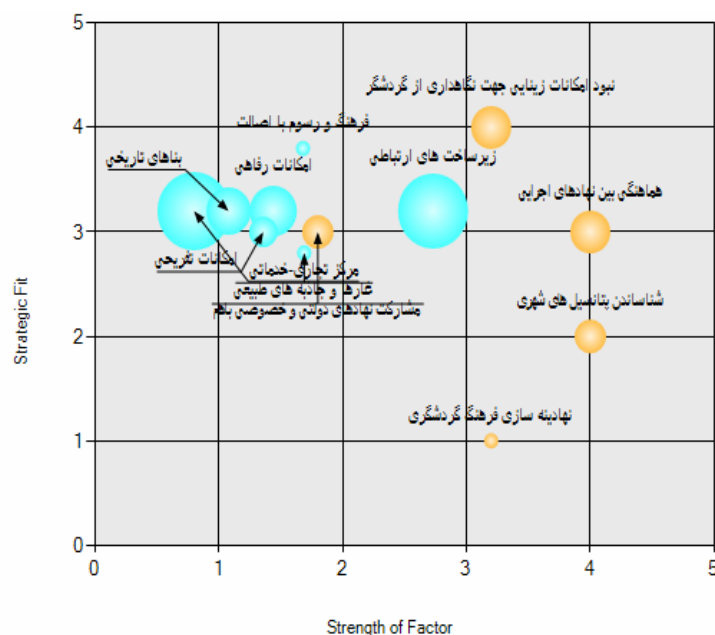 5
نبود امکانات زینایی جهت نگاهداری از گردشگر
4
فرهنگ و رسوم با اصالت
بناهای تاریخی
امکانات رفاهی
زیرساخت های ارتباطی
هماهنگی بین نهادهای اجرایی
3
امکانات تفریحی
مرکز تجاری-خدماتی
غارها و جاذبه های طبیعی
مشارکت نهادهای دولتی و خصوصی باهم
شناساندن پتانسیل های شهری
2
نهادینه سازی فرهنگ گردشگری
1
0
0 1 2 3 4 5
Strategic Fit
Strength of Factor